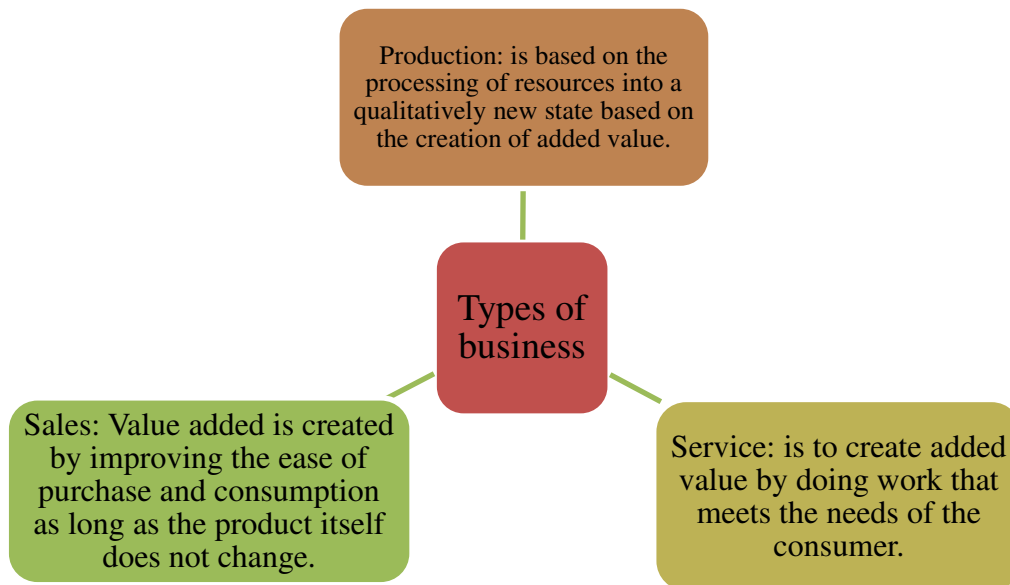 Production: is based on the
processing of resources into a
qualitatively new state based on
the creation of added value.
Types of
business
Sales: Value added is created
by improving the ease of
purchase and consumption
as long as the product itself
does not change.
Service: is to create added
value by doing work that
meets the needs of the
consumer.